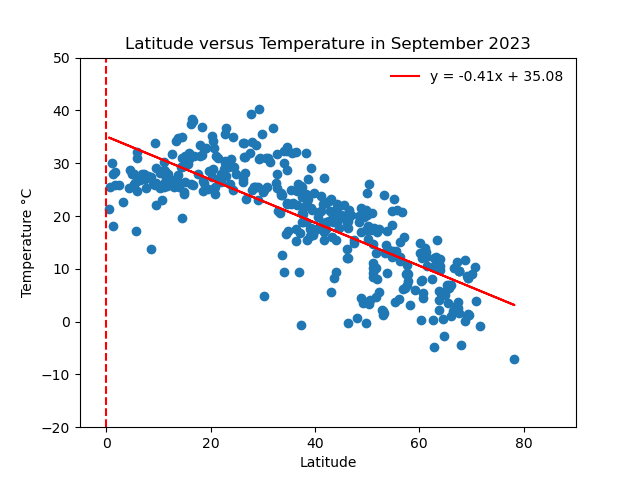 Latitude versus Temperature in September 2023
y = -0.41x + 35.08
50
40
30
20
10
0
−10
−20
Temperature °C
0 20 40 60 80
Latitude